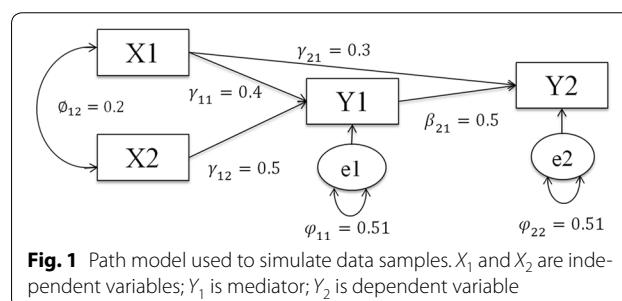 X1
γ₂₁ = 0.3
Y2
γ₁₁ = 0.4
Y1
∅₁₂ = 0.2
β₂₁ = 0.5
X2
γ₁₂ = 0.5
e1
e2
φ₁₁ = 0.51
φ₂₂ = 0.51
Fig. 1 Path model used to simulate data samples. X₁ and X₂ are inde-
pendent variables; Y₁ is mediator; Y₂ is dependent variable